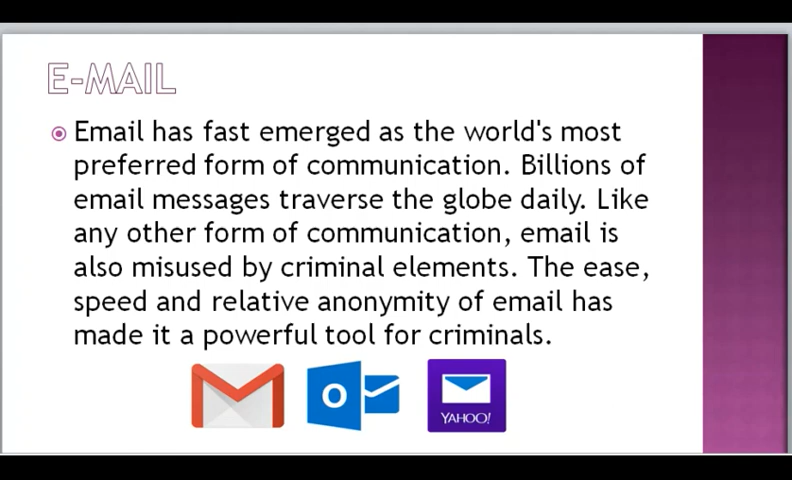 E-MAIL
Email has fast emerged as the world's most
preferred form of communication. Billions of
email messages traverse the globe daily. Like
any other form of communication, email is
also misused by criminal elements. The ease,
speed and relative anonymity of email has
made it a powerful tool for criminals.
O
YAHOO!